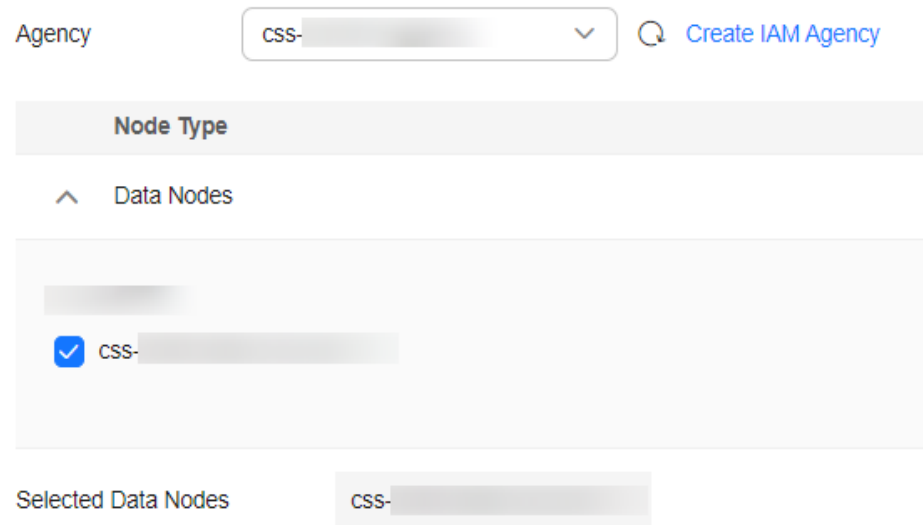 Agency css- Create IAM Agency
Node Type
Data Nodes
css-
Selected Data Nodes css-